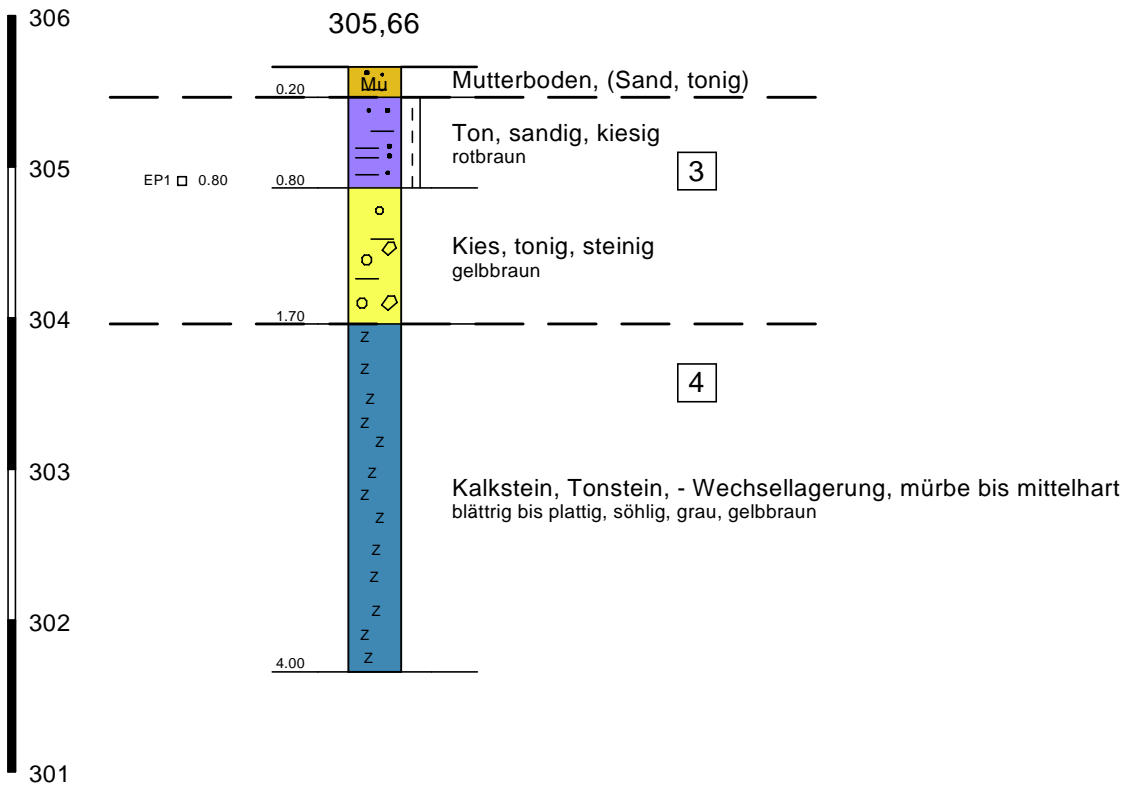 306
305,66
Mu
0.20
Mutterboden, (Sand, tonig)
Ton, sandig, kiesig
rotbraun
3
305
EP1 0.80
0.80
Kies, tonig, steinig
gelbbraun
304
1.70
z
z
4
z
z
z
303
z
z
Kalkstein, Tonstein, - Wechsellagerung, mürbe bis mittelhart
blättrig bis plattig, söhlig, grau, gelbbraun
z
z
z
z
302
z
z
4.00
301